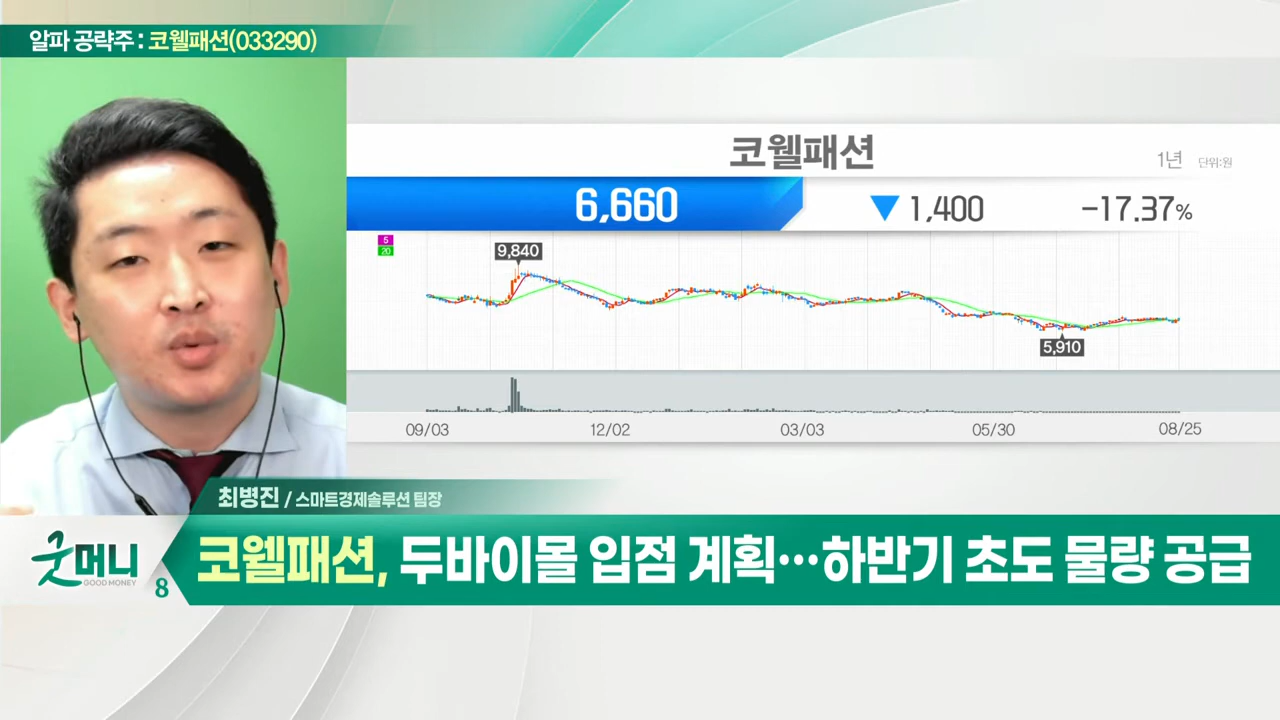 알파 공략주 : 코웰패션(033290)
코웰패션
1년 단위:원
6,660 ▼ 1,400 -17.37%
5
20
9,840
5,910
09/03 12/02 03/03 05/30 08/25
최병진 / 스마트경제솔루션 팀장
굿머니
GOOD MONEY
8
코웰패션, 두바이몰 입점 계획…하반기 초도 물량 공급